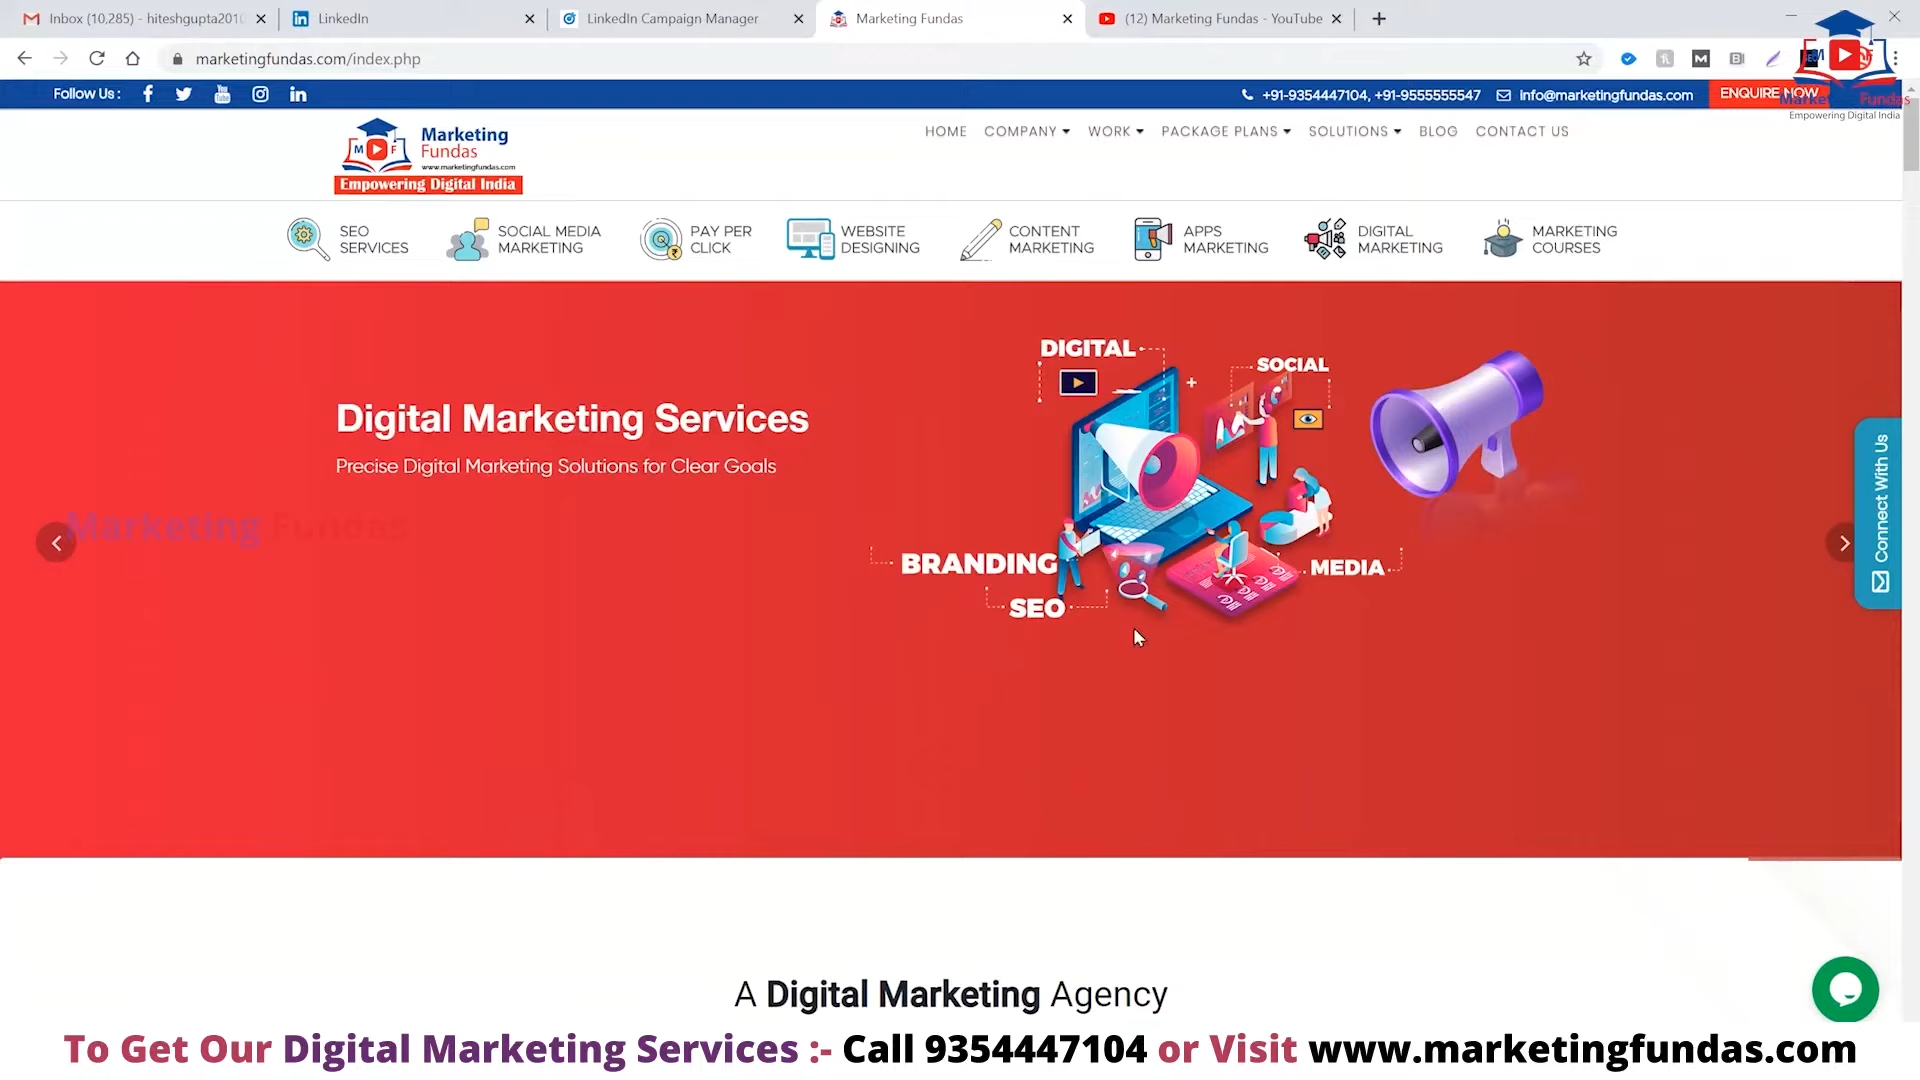 Inbox (10,285) - hiteshgupta201
LinkedIn
LinkedIn Campaign Manager
Marketing Fundas
(12) Marketing Fundas - YouTube
marketingfundas.com/index.php
Follow Us :
+91-9354447104, +91-9555555547
info@marketingfundas.com
ENQUIRE NOW
Empowering Digital India
Marketing
Fundas
www.marketingfundas.com
Empowering Digital India
HOME
COMPANY
WORK
PACKAGE PLANS
SOLUTIONS
BLOG
CONTACT US
SEO
SERVICES
SOCIAL MEDIA
MARKETING
PAY PER
CLICK
WEBSITE
DESIGNING
CONTENT
MARKETING
APPS
MARKETING
DIGITAL
MARKETING
MARKETING
COURSES
DIGITAL
SOCIAL
Digital Marketing Services
Precise Digital Marketing Solutions for Clear Goals
Marketing Fundas
BRANDING
MEDIA
SEO
Connect With Us
A Digital Marketing Agency
To Get Our Digital Marketing Services :- Call 9354447104 or Visit www.marketingfundas.com